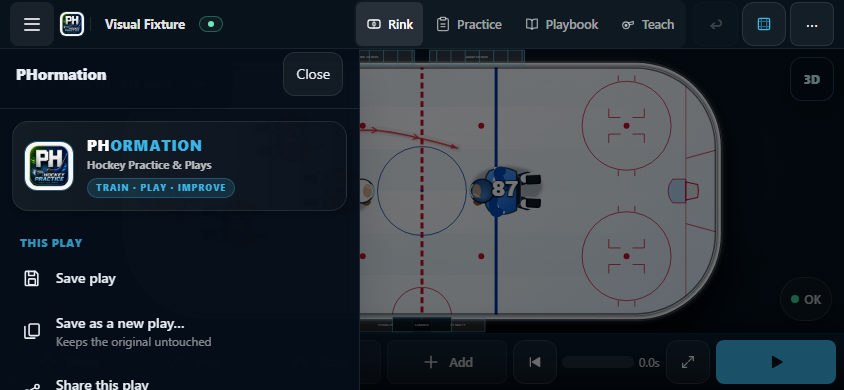 PH
Visual Fixture
Rink
Practice
Playbook
Teach
...
PHormation
Close
3D
PH
HOCKEY
PRACTICE
PHORMATION
Hockey Practice & Plays
TRAIN · PLAY · IMPROVE
87
THIS PLAY
Save play
OK
Save as a new play...
Keeps the original untouched
Add
0.0s
Share this play